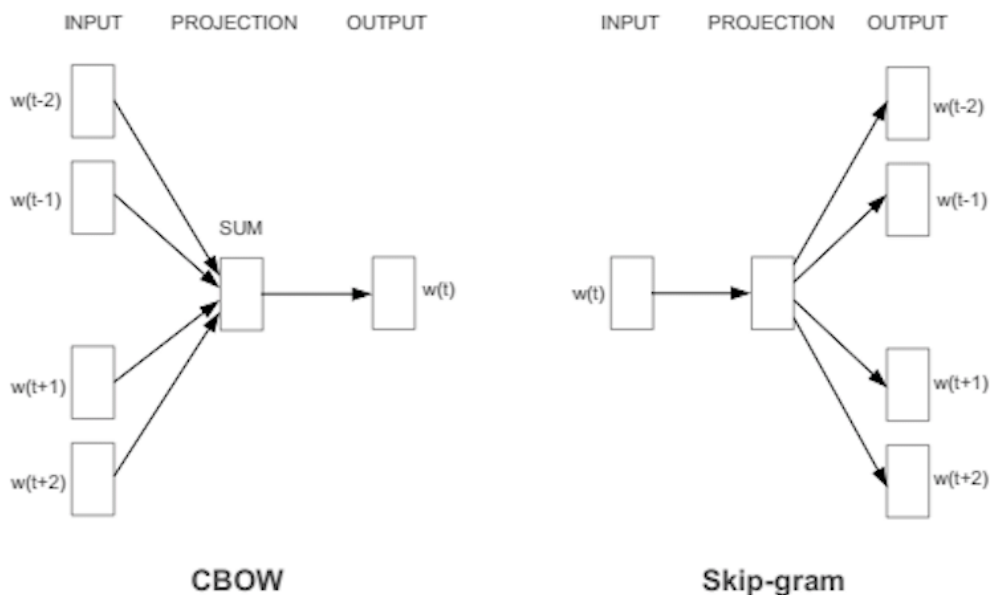 INPUT PROJECTION OUTPUT
w(t-2)
w(t-1)
SUM
w(t)
w(t+1)
w(t+2)
CBOW
INPUT PROJECTION OUTPUT
w(t-2)
w(t-1)
w(t)
w(t+1)
w(t+2)
Skip-gram